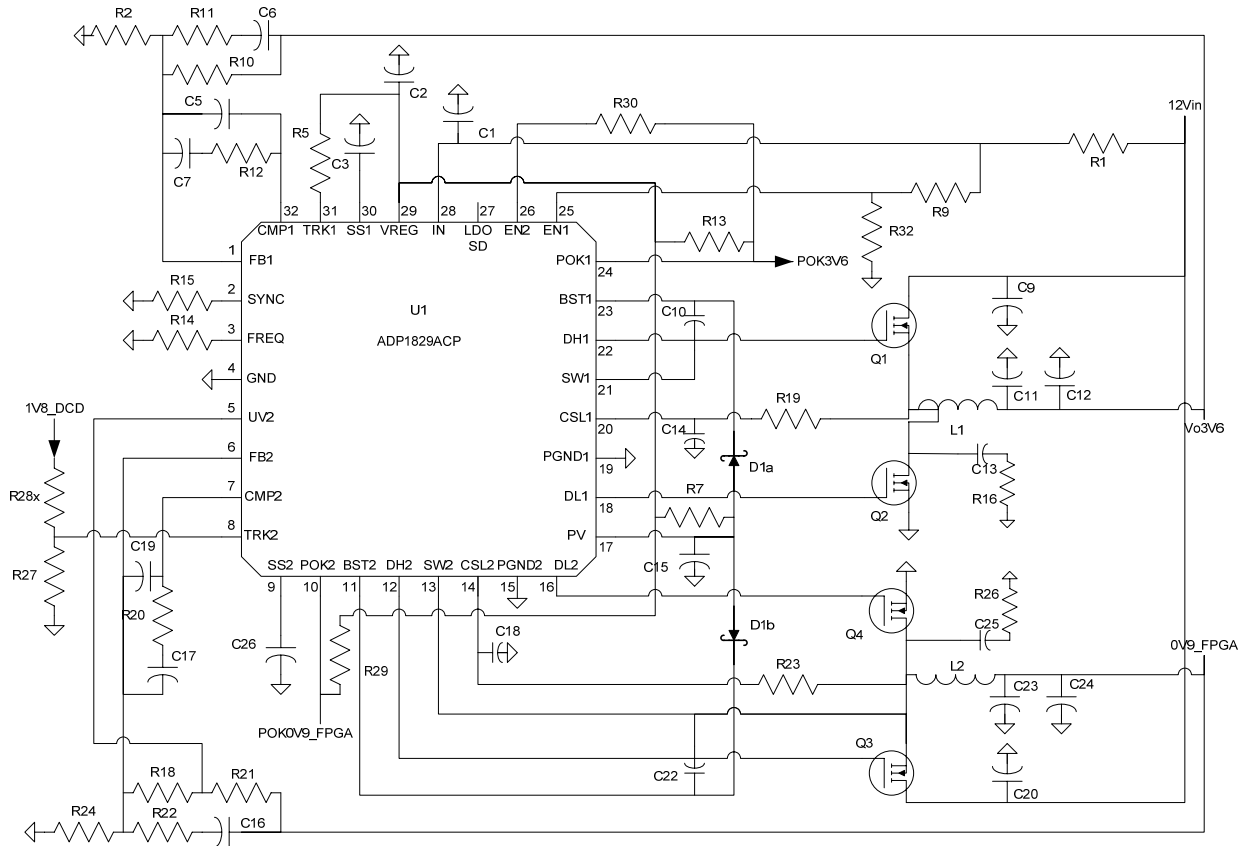 R2
R11
C6
R10
C5
C7
R12
C2
R5
C3
C1
R30
12Vin
R1
R9
R13
R32
POK3V6
32 31 30 29 28 27 26 25
CMP1 TRK1 SS1 VREG IN LDO SD EN2 EN1
1 FB1
2 SYNC
3 FREQ
4 GND
5 UV2
6 FB2
7 CMP2
8 TRK2
R15
R14
U1
ADP1829ACP
POK1 24
BST1 23
DH1 22
SW1 21
CSL1 20
PGND1 19
DL1 18
PV 17
C10
Q1
C9
C11
C12
R19
L1
Vo3V6
C14
D1a
C13
R16
Q2
R7
C15
1V8_DCD
R28x
R27
C19
R20
C17
SS2 POK2 BST2 DH2 SW2 CSL2 PGND2 DL2
9 10 11 12 13 14 15 16
C26
R29
C18
POK0V9_FPGA
D1b
Q4
R26
C25
0V9_FPGA
R23
L2
C23
C24
Q3
C22
C20
R18
R21
R24
R22
C16